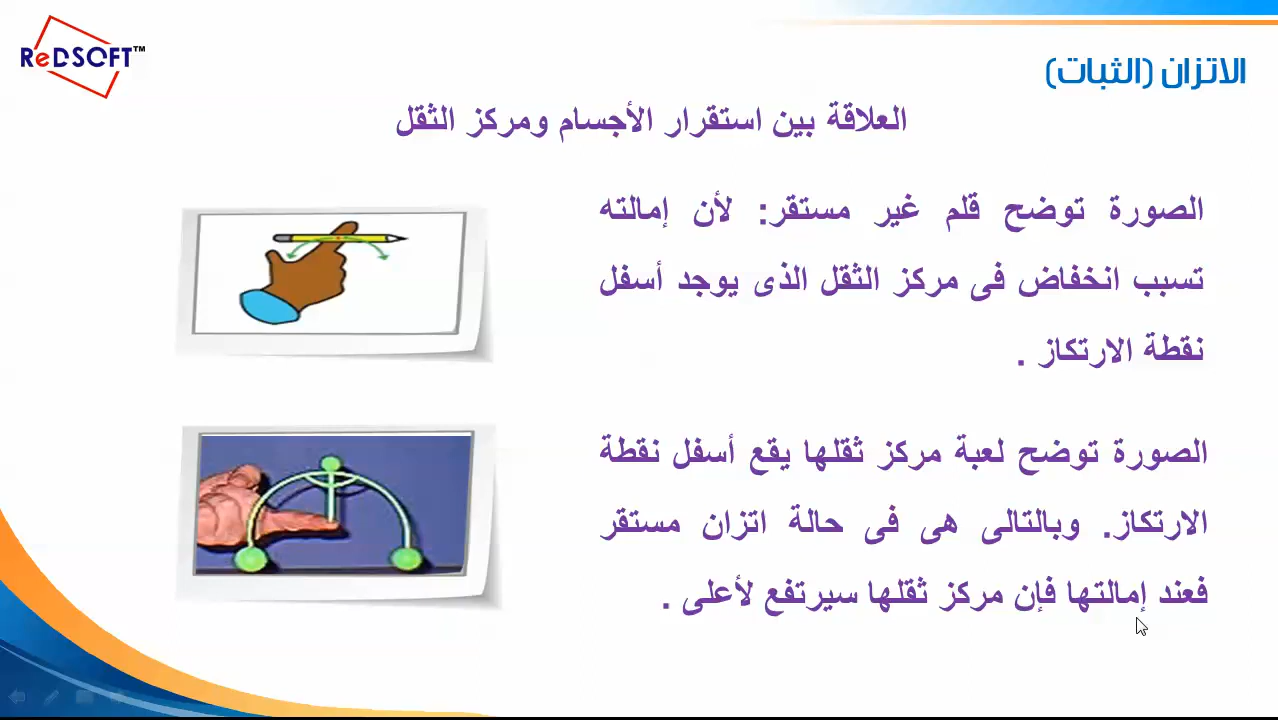 ReDSOFT™
الاتزان (الثبات)
العلاقة بين استقرار الأجسام ومركز الثقل
الصورة توضح قلم غير مستقر: لأن إمالته
تسبب انخفاض فى مركز الثقل الذى يوجد أسفل
نقطة الارتكاز .
الصورة توضح لعبة مركز ثقلها يقع أسفل نقطة
الارتكاز. وبالتالى هى فى حالة اتزان مستقر
فعند إمالتها فإن مركز ثقلها سيرتفع لأعلى .